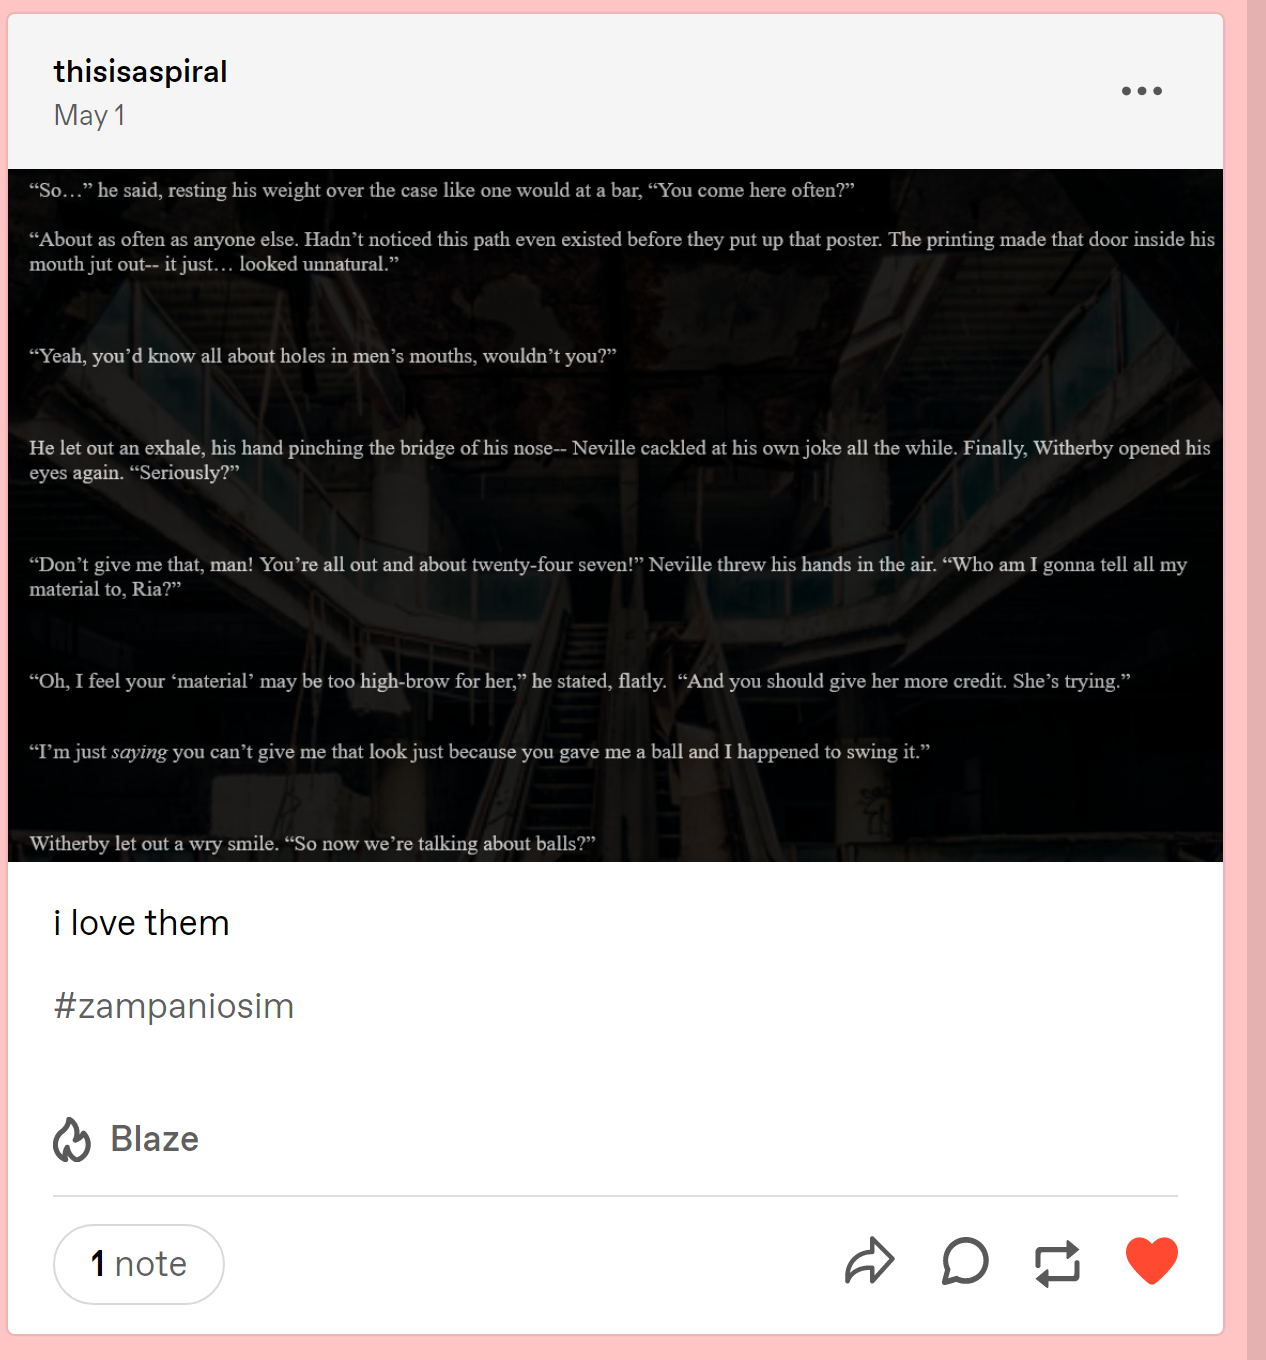 thisisaspiral
May 1
“So…” he said, resting his weight over the case like one would at a bar, “You come here often?”
“About as often as anyone else. Hadn’t noticed this path even existed before they put up that poster. The printing made that door inside his
mouth jut out-- it just… looked unnatural.”
“Yeah, you’d know all about holes in men’s mouths, wouldn’t you?”
He let out an exhale, his hand pinching the bridge of his nose-- Neville cackled at his own joke all the while. Finally, Witherby opened his
eyes again. “Seriously?”
“Don’t give me that, man! You’re all out and about twenty-four seven!” Neville threw his hands in the air. “Who am I gonna tell all my
material to, Ria?”
“Oh, I feel your ‘material’ may be too high-brow for her,” he stated, flatly.  “And you should give her more credit. She’s trying.”
“I’m just saying you can’t give me that look just because you gave me a ball and I happened to swing it.”
Witherby let out a wry smile. “So now we’re talking about balls?”
i love them
#zampaniosim
Blaze
1 note